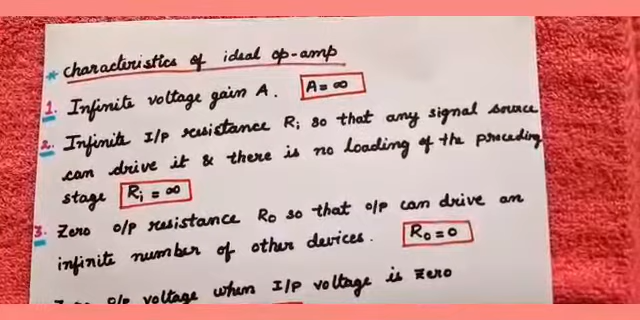 * characteristics of ideal op-amp
1. Infinite voltage gain A. A = ∞
2. Infinite I/P resistance Ri so that any signal source
can drive it & there is no loading of the preceding
stage Ri = ∞
3. Zero o/p resistance Ro so that o/p can drive an
infinite number of other devices. Ro = 0
o/p voltage when I/P voltage is zero